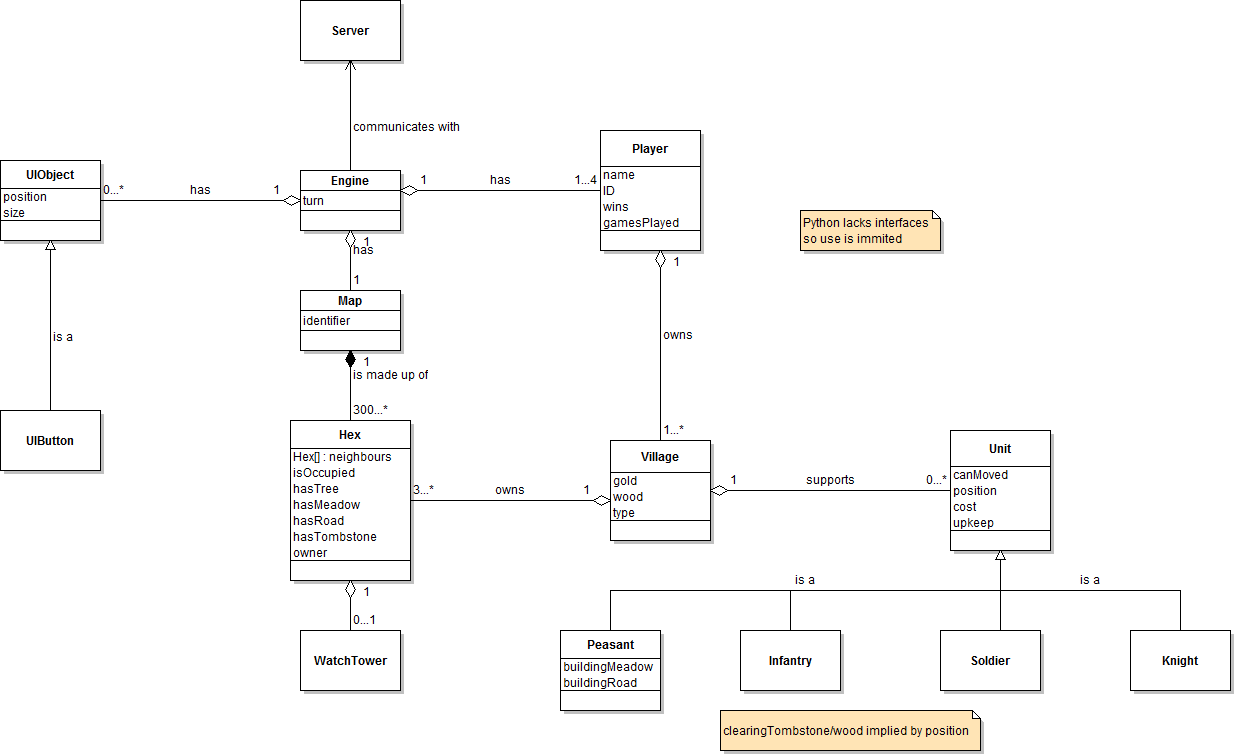 Server
communicates with
UIObject
position
size
0...*
has
1
Engine
turn
1
has
1...4
Player
name
ID
wins
gamesPlayed
Python lacks interfaces
so use is immited
1
has
1
Map
identifier
1
is made up of
300...*
is a
UIButton
1
owns
1...*
Hex
Hex[] : neighbours
isOccupied
hasTree
hasMeadow
hasRoad
hasTombstone
owner
3...*
owns
1
Village
gold
wood
type
1
supports
0...*
Unit
canMoved
position
cost
upkeep
1
0...1
WatchTower
is a
is a
Peasant
buildingMeadow
buildingRoad
Infantry
Soldier
Knight
clearingTombstone/wood implied by position